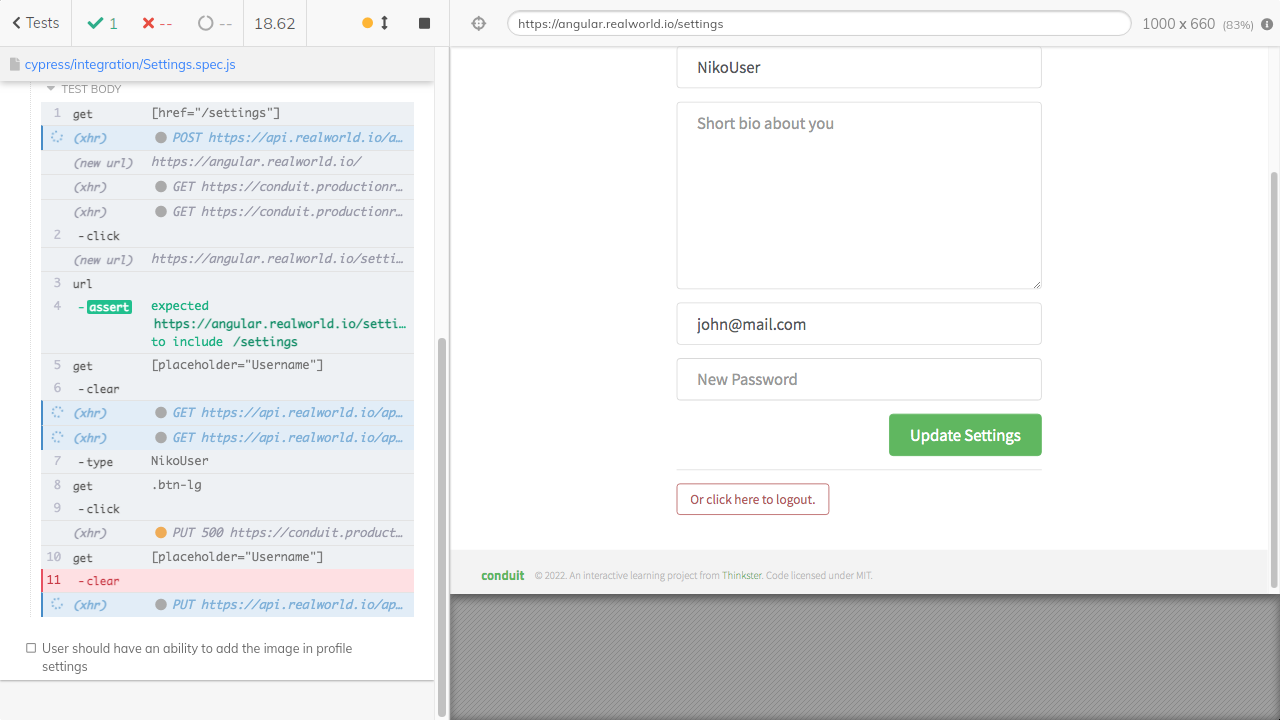 Tests 1 -- -- 18.62
https://angular.realworld.io/settings 1000 x 660 (83%)
cypress/integration/Settings.spec.js
TEST BODY
1 get [href="/settings"]
(xhr) POST https://api.realworld.io/a…
(new url) https://angular.realworld.io/
(xhr) GET https://conduit.productionr…
(xhr) GET https://conduit.productionr…
2 -click
(new url) https://angular.realworld.io/setti…
3 url
4 -assert expected
https://angular.realworld.io/setti…
to include /settings
5 get [placeholder="Username"]
6 -clear
(xhr) GET https://api.realworld.io/ap…
(xhr) GET https://api.realworld.io/ap…
7 -type NikoUser
8 get .btn-lg
9 -click
(xhr) PUT 500 https://conduit.product…
10 get [placeholder="Username"]
11 -clear
(xhr) PUT https://api.realworld.io/ap…
User should have an ability to add the image in profile
settings
NikoUser
Short bio about you
john@mail.com
New Password
Update Settings
Or click here to logout.
conduit © 2022. An interactive learning project from Thinkster. Code licensed under MIT.